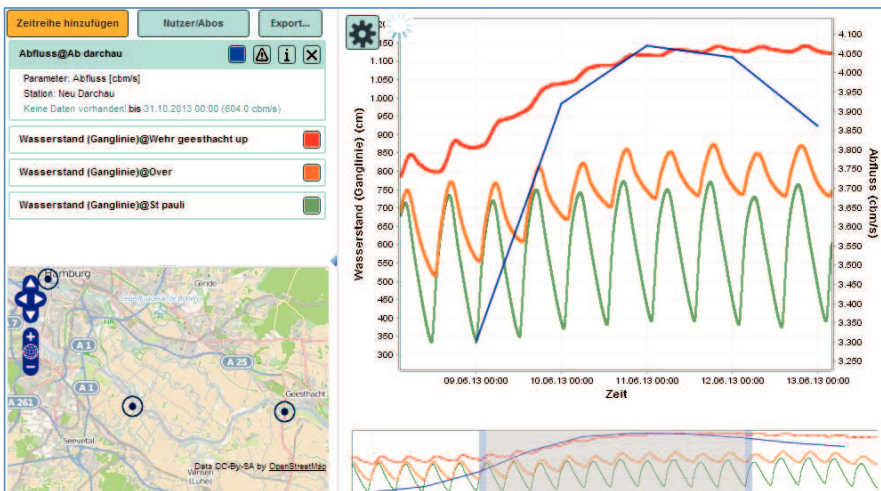 Zeitreihe hinzufügen
Nutzer/Abos
Export...
Abfluss@Ab darchau
Parameter: Abfluss [cbm/s]
Station: Neu Darchau
Keine Daten vorhanden! bis 31.10.2013 00:00 (604.0 cbm/s)
Wasserstand (Ganglinie)@Wehr geesthacht up
Wasserstand (Ganglinie)@Over
Wasserstand (Ganglinie)@St pauli
Hamburg
Glinde
A 1
A 25
A 1
A 261
Geesthacht
Seevetal
Winsen
(Luhe)
Data CC-By-SA by OpenStreetMap
Wasserstand (Ganglinie) (cm)
1.150
1.100
1.050
1.000
950
900
850
800
750
700
650
600
550
500
450
400
350
300
4.100
4.050
4.000
3.950
3.900
3.850
3.800
3.750
3.700
3.650
3.600
3.550
3.500
3.450
3.400
3.350
3.300
3.250
Abfluss (cbm/s)
09.06.13 00:00
10.06.13 00:00
11.06.13 00:00
12.06.13 00:00
13.06.13 00:00
Zeit